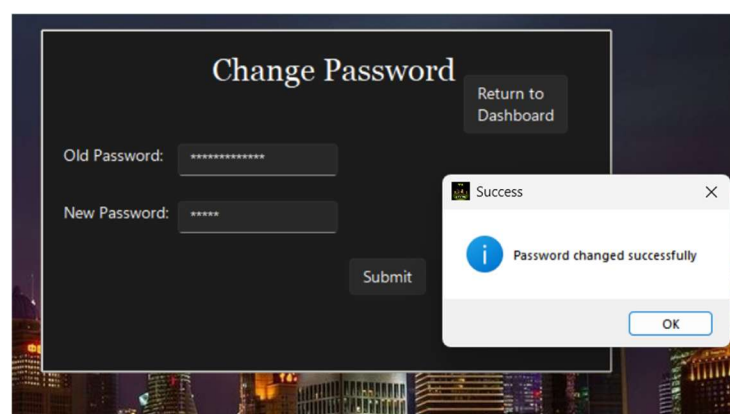 Change Password
Return to
Dashboard
Old Password: *************
Success
New Password: *****
Password changed successfully
Submit
OK